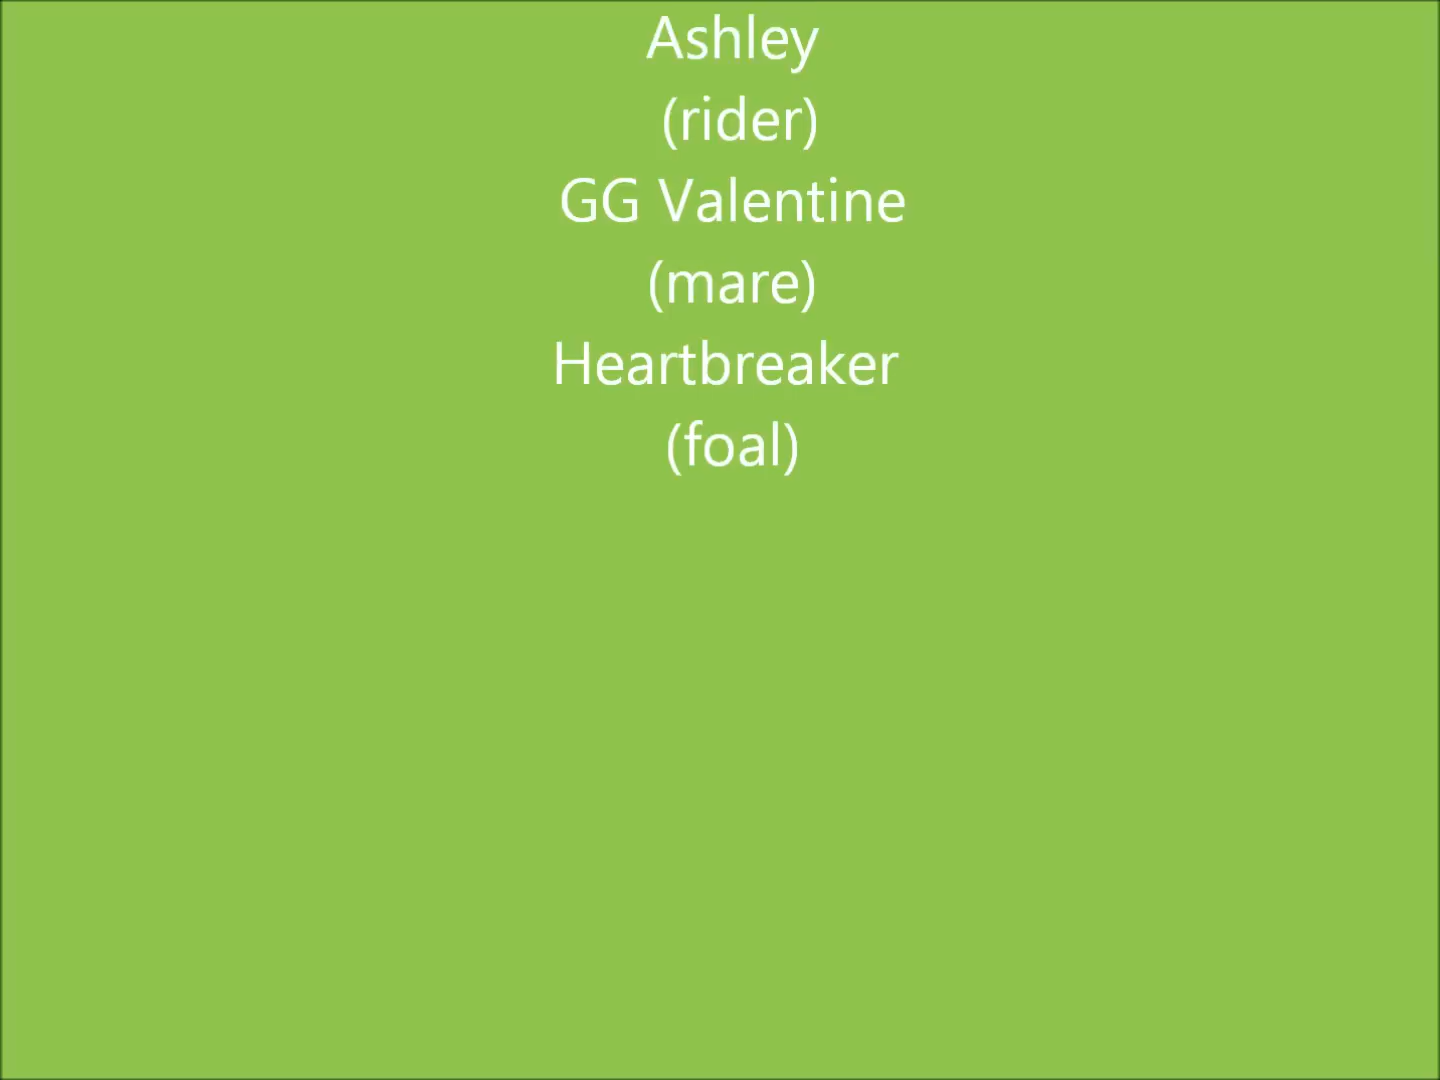 Ashley
(rider)
GG Valentine
(mare)
Heartbreaker
(foal)